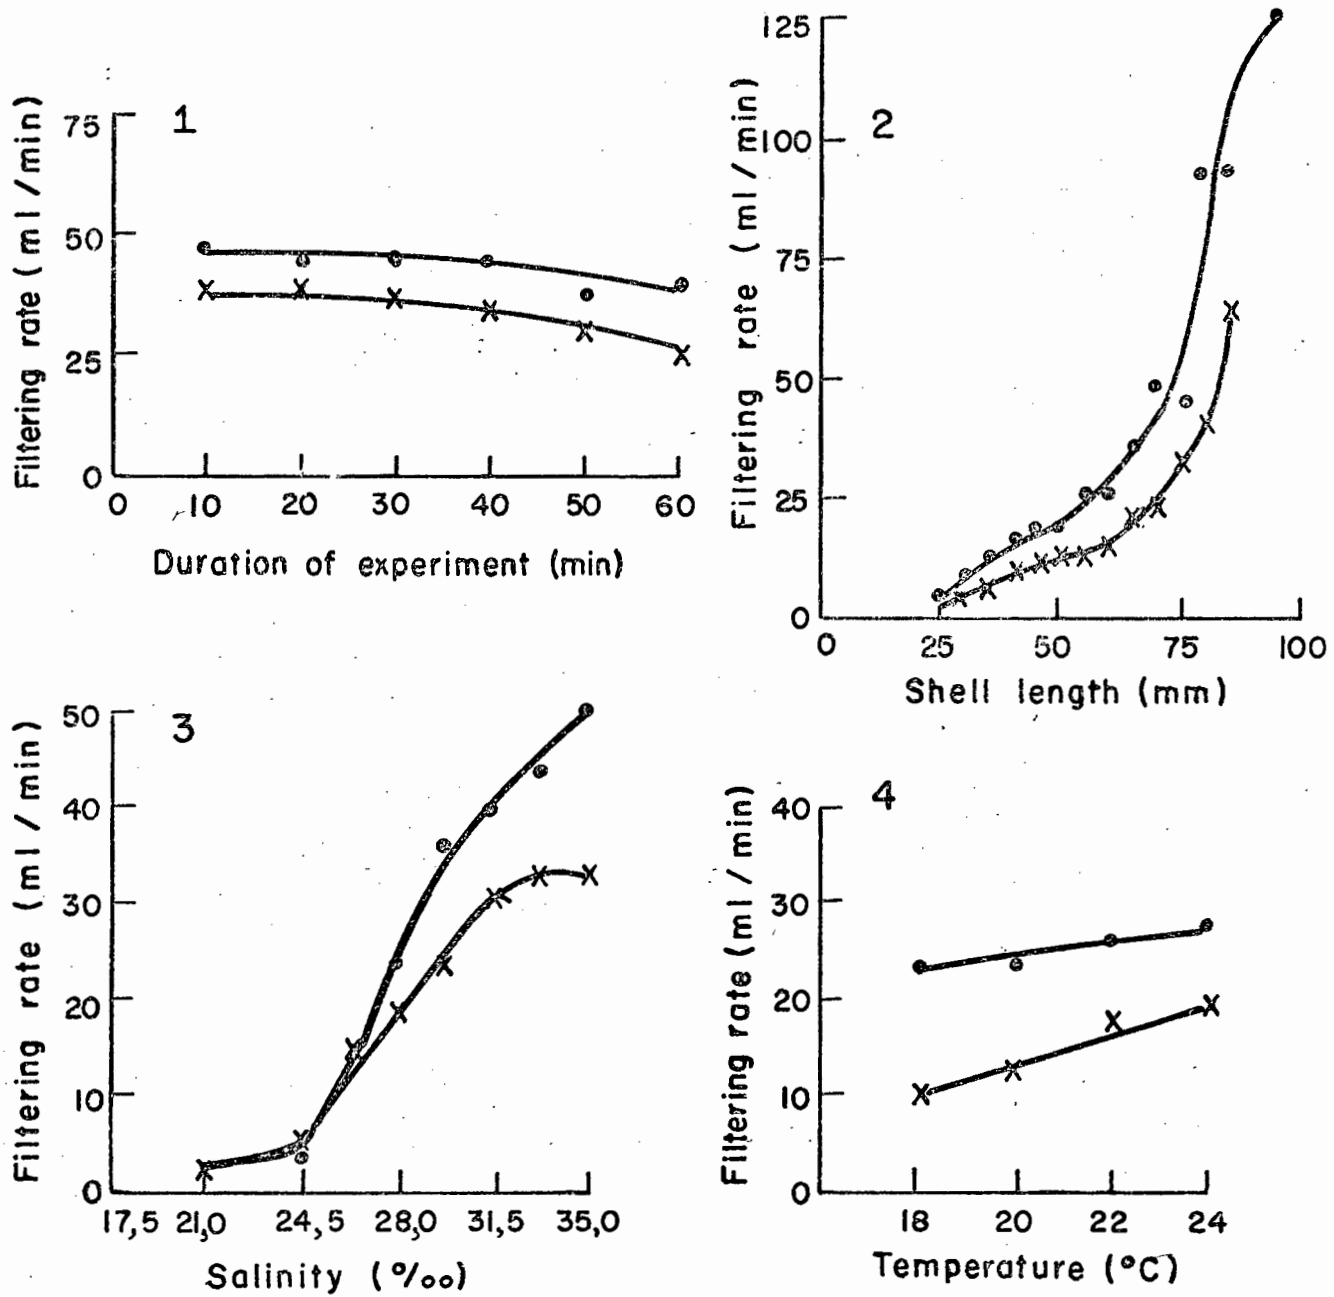 1
Filtering rate (ml/min)
75
50
25
0
0 10 20 30 40 50 60
Duration of experiment (min)
2
Filtering rate (ml/min)
125
100
75
50
25
0
0 25 50 75 100
Shell length (mm)
3
Filtering rate (ml/min)
50
40
30
20
10
0
17,5 21,0 24,5 28,0 31,5 35,0
Salinity (‰)
4
Filtering rate (ml/min)
40
30
20
10
0
18 20 22 24
Temperature (°C)